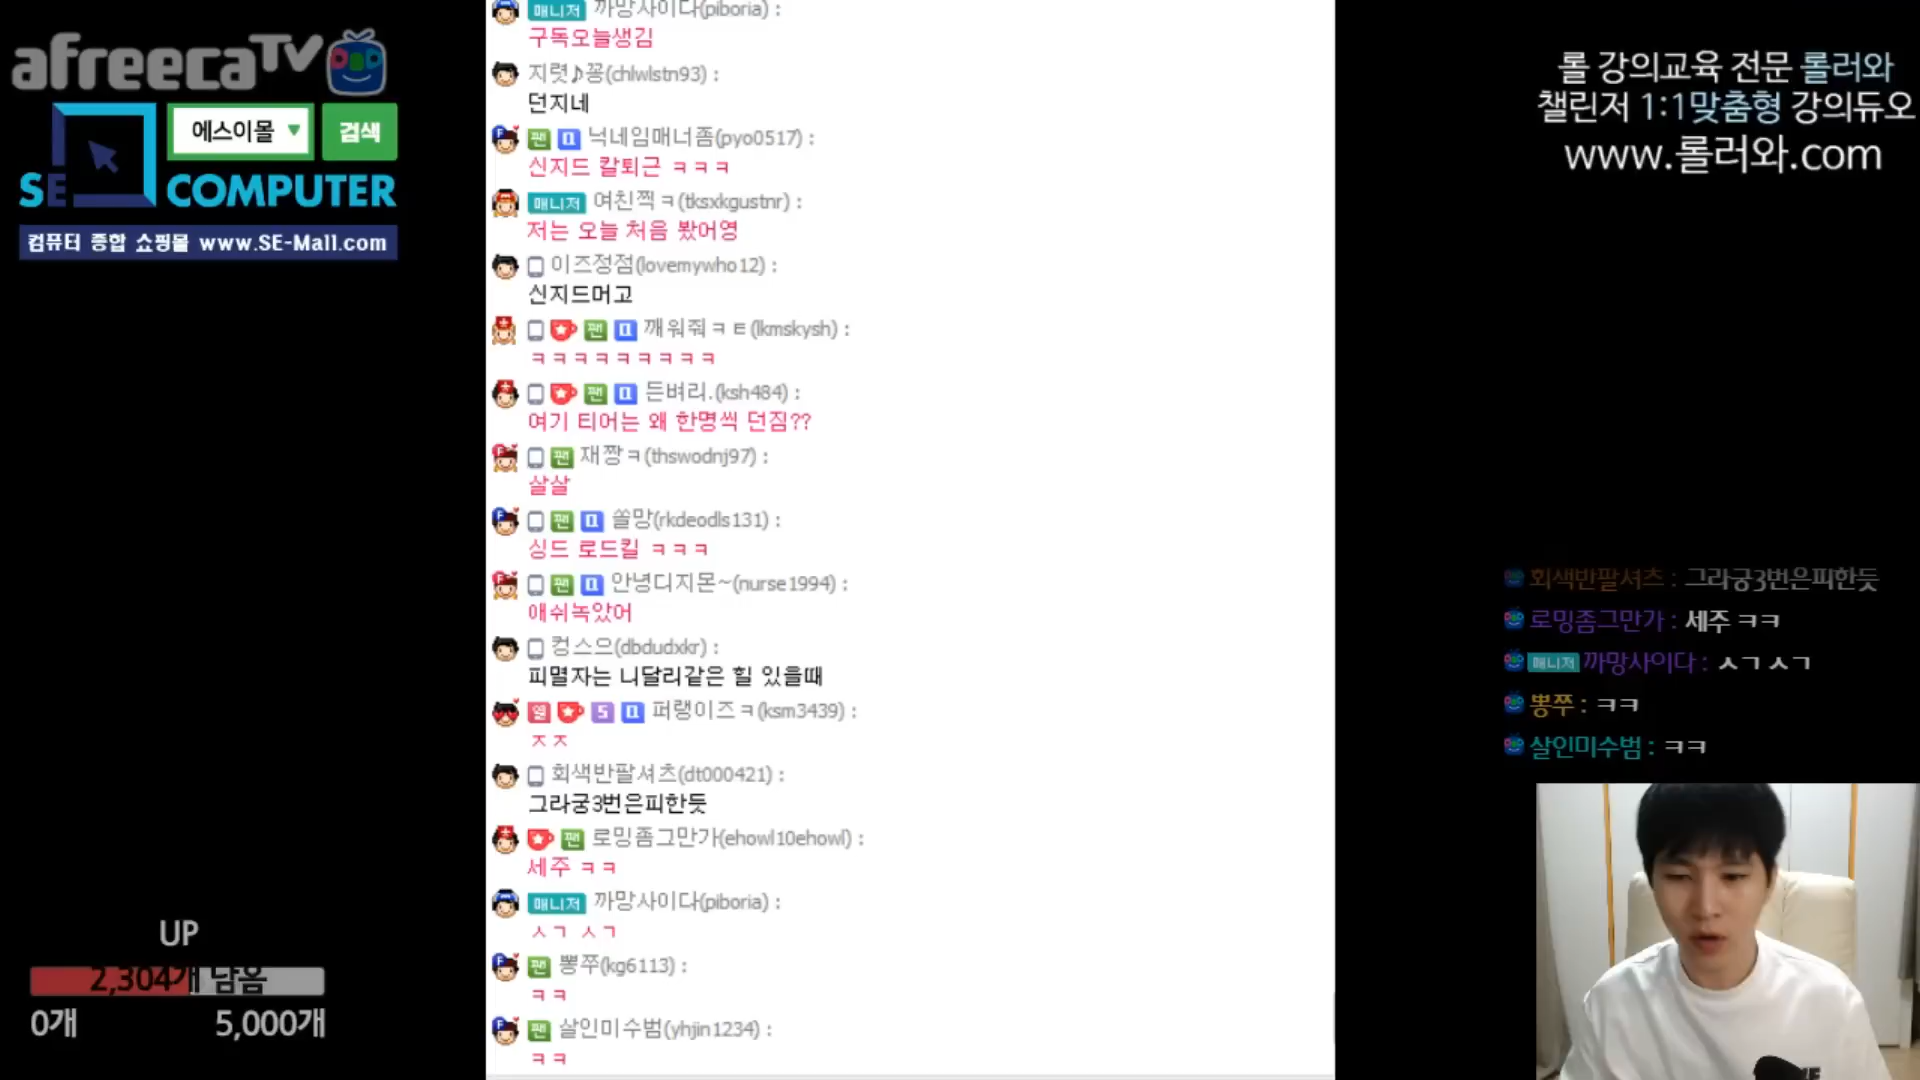 afreecaTV
에스이몰 ▼ 검색
SE COMPUTER
컴퓨터 종합 쇼핑몰 www.SE-Mall.com
UP
2,304개 남음
0개 5,000개
매니저 까망사이다(piboria) :
구독오늘생김
지렷♪꽁(chlwlstn93) :
던지네
팬 닉네임매너좀(pyo0517) :
신지드 칼퇴근 ㅋㅋㅋ
매니저 여친찍ㅋ(tksxkgustnr) :
저는 오늘 처음 봤어영
이즈정점(lovemywho12) :
신지드머고
팬 깨워줘ㅋㅌ(lkmskysh) :
ㅋㅋㅋㅋㅋㅋㅋㅋㅋ
팬 든벼리.(ksh484) :
여기 티어는 왜 한명씩 던짐??
팬 재짱ㅋ(thswodnj97) :
살살
팬 쏠망(rkdeodls131) :
싱드 로드킬 ㅋㅋㅋ
팬 안녕디지몬~(nurse1994) :
애쉬녹았어
컹스으(dbdudxkr) :
피멸자는 니달리같은 힐 있을때
열 S 퍼랭이즈ㅋ(ksm3439) :
ㅈㅈ
회색반팔셔츠(dt000421) :
그라궁3번은피한듯
팬 로밍좀그만가(ehowl10ehowl) :
세주 ㅋㅋ
매니저 까망사이다(piboria) :
ㅅㄱ ㅅㄱ
팬 뽕쭈(kg6113) :
ㅋㅋ
팬 살인미수범(yhjin1234) :
ㅋㅋ
롤 강의교육 전문 롤러와
챌린저 1:1맞춤형 강의듀오
www.롤러와.com
회색반팔셔츠 : 그라궁3번은피한듯
로밍좀그만가 : 세주 ㅋㅋ
매니저 까망사이다 : ㅅㄱ ㅅㄱ
뽕쭈 : ㅋㅋ
살인미수범 : ㅋㅋ